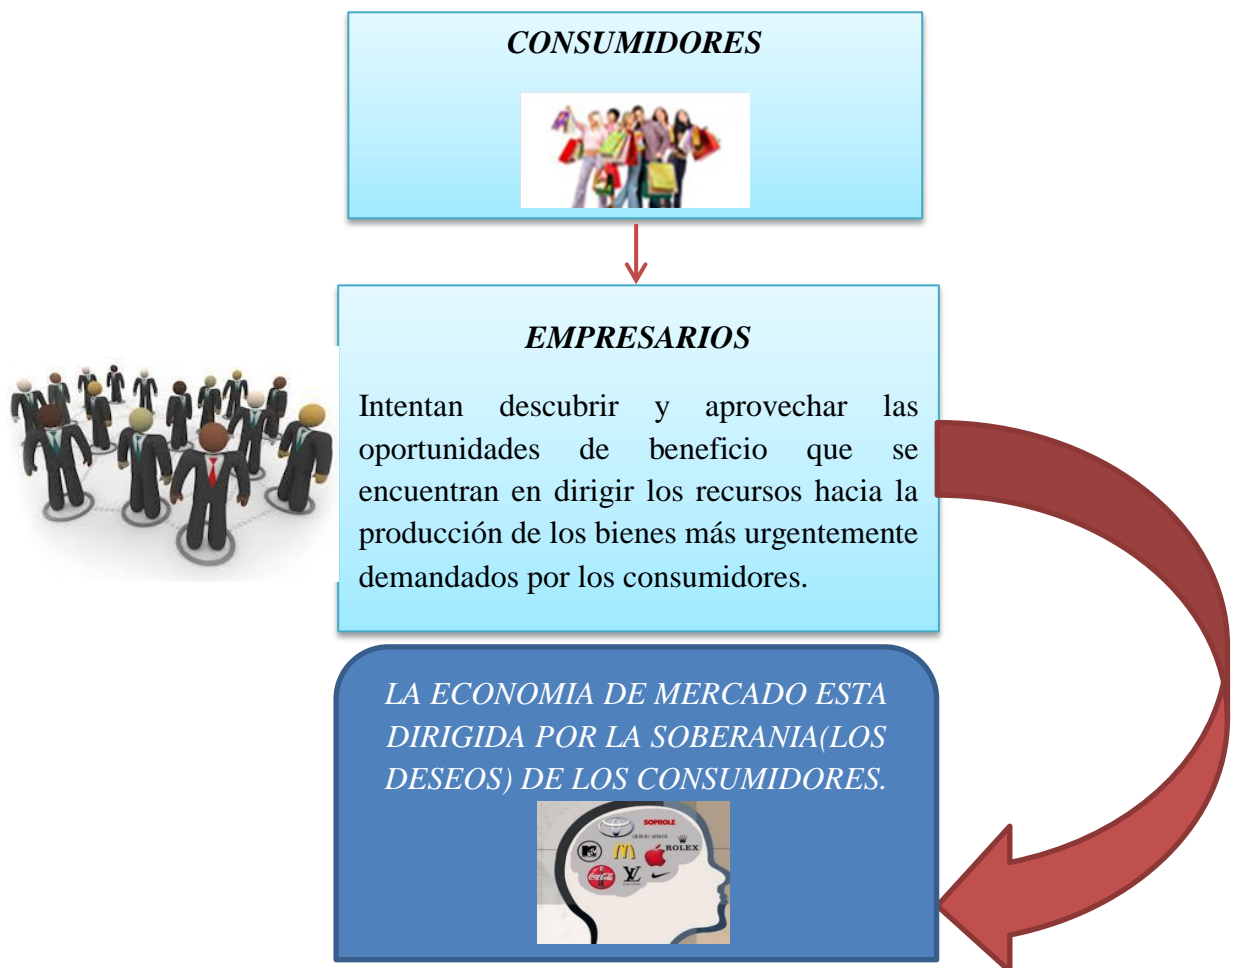 CONSUMIDORES
EMPRESARIOS
Intentan descubrir y aprovechar las
oportunidades de beneficio que se
encuentran en dirigir los recursos hacia la
producción de los bienes más urgentemente
demandados por los consumidores.
LA ECONOMIA DE MERCADO ESTA
DIRIGIDA POR LA SOBERANIA(LOS
DESEOS) DE LOS CONSUMIDORES.
SOPROLE
ROLEX
Coca-Cola